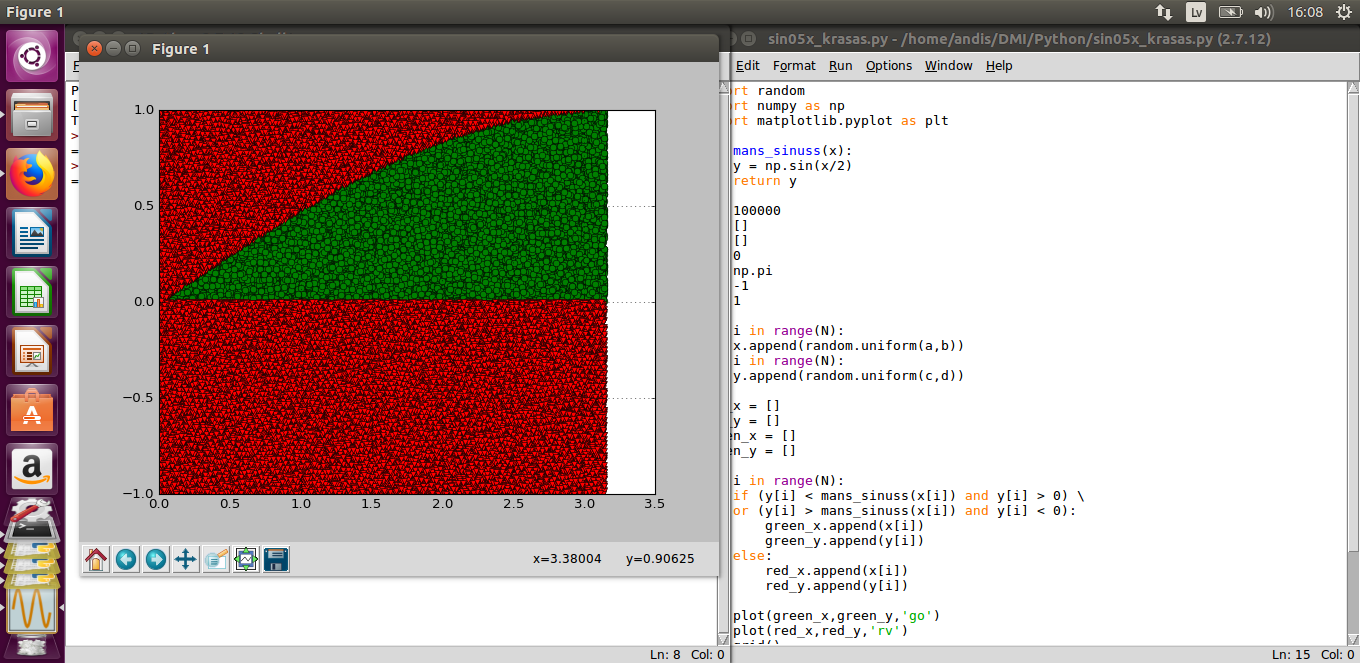 Figure 1
Lv
16:08
Figure 1
sin05x_krasas.py - /home/andis/DMI/Python/sin05x_krasas.py (2.7.12)
Edit Format Run Options Window Help
P
[
T
>
=
>
=
1.0
0.5
0.0
−0.5
−1.0
0.0 0.5 1.0 1.5 2.0 2.5 3.0 3.5
x=3.38004 y=0.90625
Ln: 8 Col: 0
rt random
rt numpy as np
rt matplotlib.pyplot as plt
mans_sinuss(x):
y = np.sin(x/2)
return y
100000
[]
[]
0
np.pi
-1
1
i in range(N):
x.append(random.uniform(a,b))
i in range(N):
y.append(random.uniform(c,d))
_x = []
_y = []
en_x = []
en_y = []
i in range(N):
if (y[i] < mans_sinuss(x[i]) and y[i] > 0) \
or (y[i] > mans_sinuss(x[i]) and y[i] < 0):
green_x.append(x[i])
green_y.append(y[i])
else:
red_x.append(x[i])
red_y.append(y[i])
plot(green_x,green_y,'go')
plot(red_x,red_y,'rv')
Ln: 15 Col: 0
a